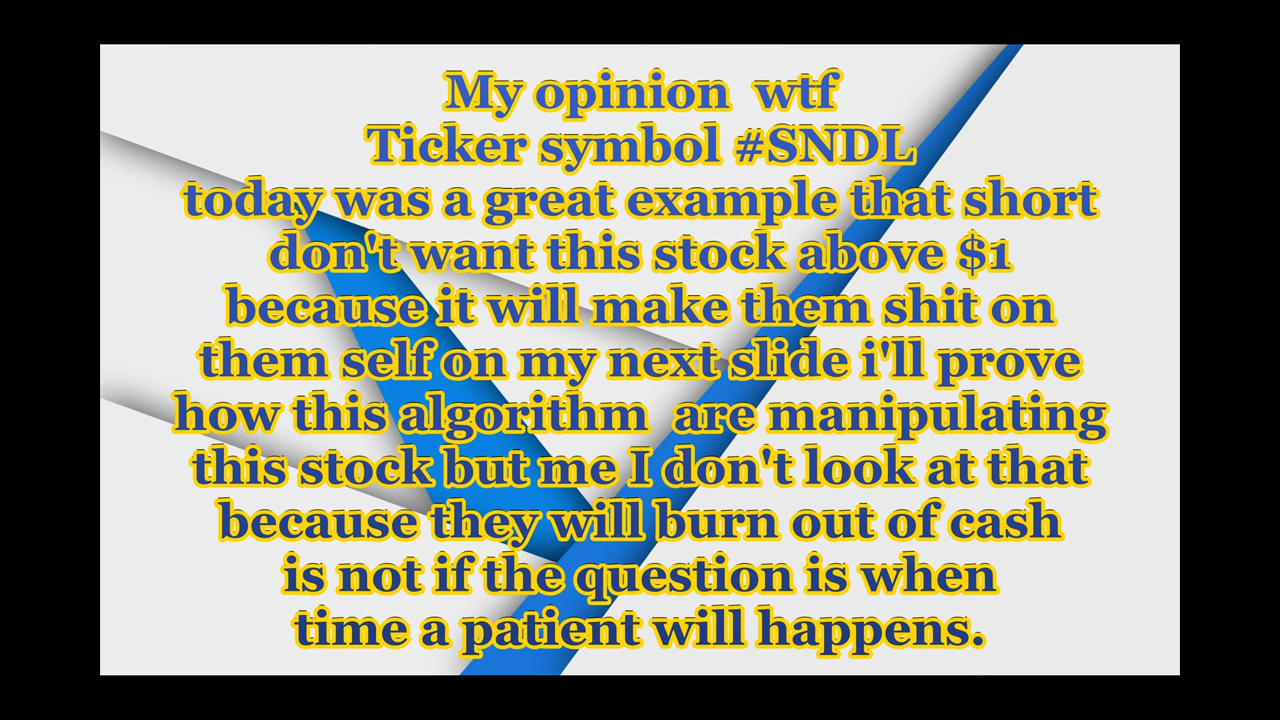 My opinion  wtf
Ticker symbol #SNDL
today was a great example that short
don't want this stock above $1
because it will make them shit on
them self on my next slide i'll prove
how this algorithm  are manipulating
this stock but me I don't look at that
because they will burn out of cash
is not if the question is when
time a patient will happens.